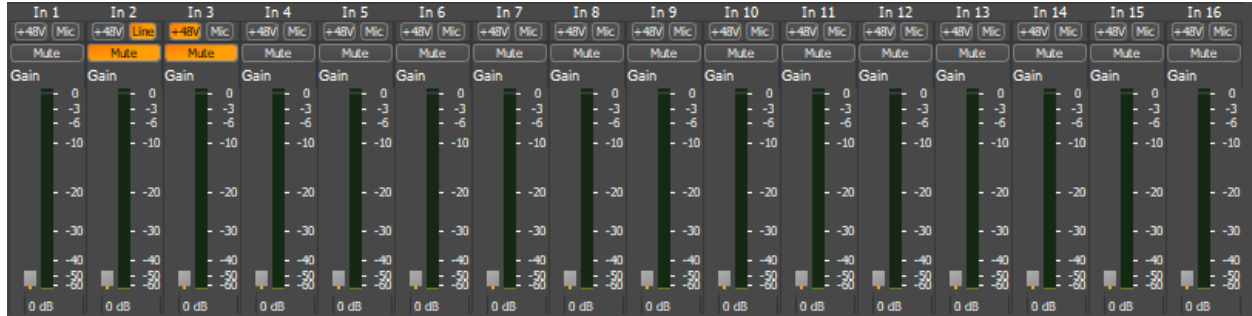 In 1 In 2 In 3 In 4 In 5 In 6 In 7 In 8 In 9 In 10 In 11 In 12 In 13 In 14 In 15 In 16
+48V Mic +48V Line +48V Mic +48V Mic +48V Mic +48V Mic +48V Mic +48V Mic +48V Mic +48V Mic +48V Mic +48V Mic +48V Mic +48V Mic +48V Mic +48V Mic
Mute Mute Mute Mute Mute Mute Mute Mute Mute Mute Mute Mute Mute Mute Mute Mute
Gain Gain Gain Gain Gain Gain Gain Gain Gain Gain Gain Gain Gain Gain Gain Gain
0 0 0 0 0 0 0 0 0 0 0 0 0 0 0 0
-3 -3 -3 -3 -3 -3 -3 -3 -3 -3 -3 -3 -3 -3 -3 -3
-6 -6 -6 -6 -6 -6 -6 -6 -6 -6 -6 -6 -6 -6 -6 -6
-10 -10 -10 -10 -10 -10 -10 -10 -10 -10 -10 -10 -10 -10 -10 -10
-20 -20 -20 -20 -20 -20 -20 -20 -20 -20 -20 -20 -20 -20 -20 -20
-30 -30 -30 -30 -30 -30 -30 -30 -30 -30 -30 -30 -30 -30 -30 -30
-40 -40 -40 -40 -40 -40 -40 -40 -40 -40 -40 -40 -40 -40 -40 -40
-50 -50 -50 -50 -50 -50 -50 -50 -50 -50 -50 -50 -50 -50 -50 -50
-60 -60 -60 -60 -60 -60 -60 -60 -60 -60 -60 -60 -60 -60 -60 -60
0 dB 0 dB 0 dB 0 dB 0 dB 0 dB 0 dB 0 dB 0 dB 0 dB 0 dB 0 dB 0 dB 0 dB 0 dB 0 dB